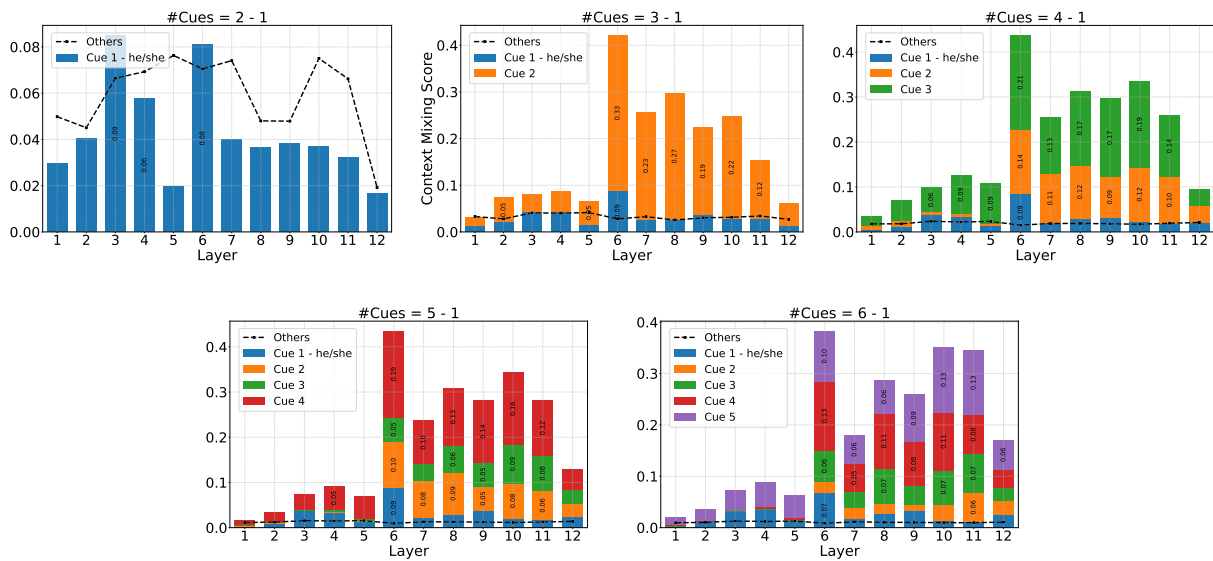 #Cues = 2 - 1
Others
Cue 1 - he/she
0.08
0.06
0.04
0.02
0.00
0.09
0.06
0.08
1 2 3 4 5 6 7 8 9 10 11 12
Layer
#Cues = 3 - 1
Context Mixing Score
Others
Cue 1 - he/she
Cue 2
0.4
0.3
0.2
0.1
0.0
0.05
0.05
0.09
0.33
0.23
0.27
0.19
0.22
0.12
1 2 3 4 5 6 7 8 9 10 11 12
Layer
#Cues = 4 - 1
Others
Cue 1 - he/she
Cue 2
Cue 3
0.4
0.3
0.2
0.1
0.0
0.06
0.09
0.09
0.21
0.14
0.09
0.13
0.11
0.17
0.12
0.17
0.09
0.19
0.12
0.14
0.10
1 2 3 4 5 6 7 8 9 10 11 12
Layer
#Cues = 5 - 1
Others
Cue 1 - he/she
Cue 2
Cue 3
Cue 4
0.4
0.3
0.2
0.1
0.0
0.05
0.19
0.05
0.10
0.09
0.10
0.08
0.13
0.06
0.09
0.14
0.05
0.05
0.16
0.09
0.08
0.12
0.08
0.06
1 2 3 4 5 6 7 8 9 10 11 12
Layer
#Cues = 6 - 1
Others
Cue 1 - he/she
Cue 2
Cue 3
Cue 4
Cue 5
0.4
0.3
0.2
0.1
0.0
0.10
0.13
0.06
0.07
0.06
0.05
0.06
0.11
0.07
0.09
0.08
0.13
0.11
0.07
0.13
0.08
0.07
0.06
0.06
1 2 3 4 5 6 7 8 9 10 11 12
Layer